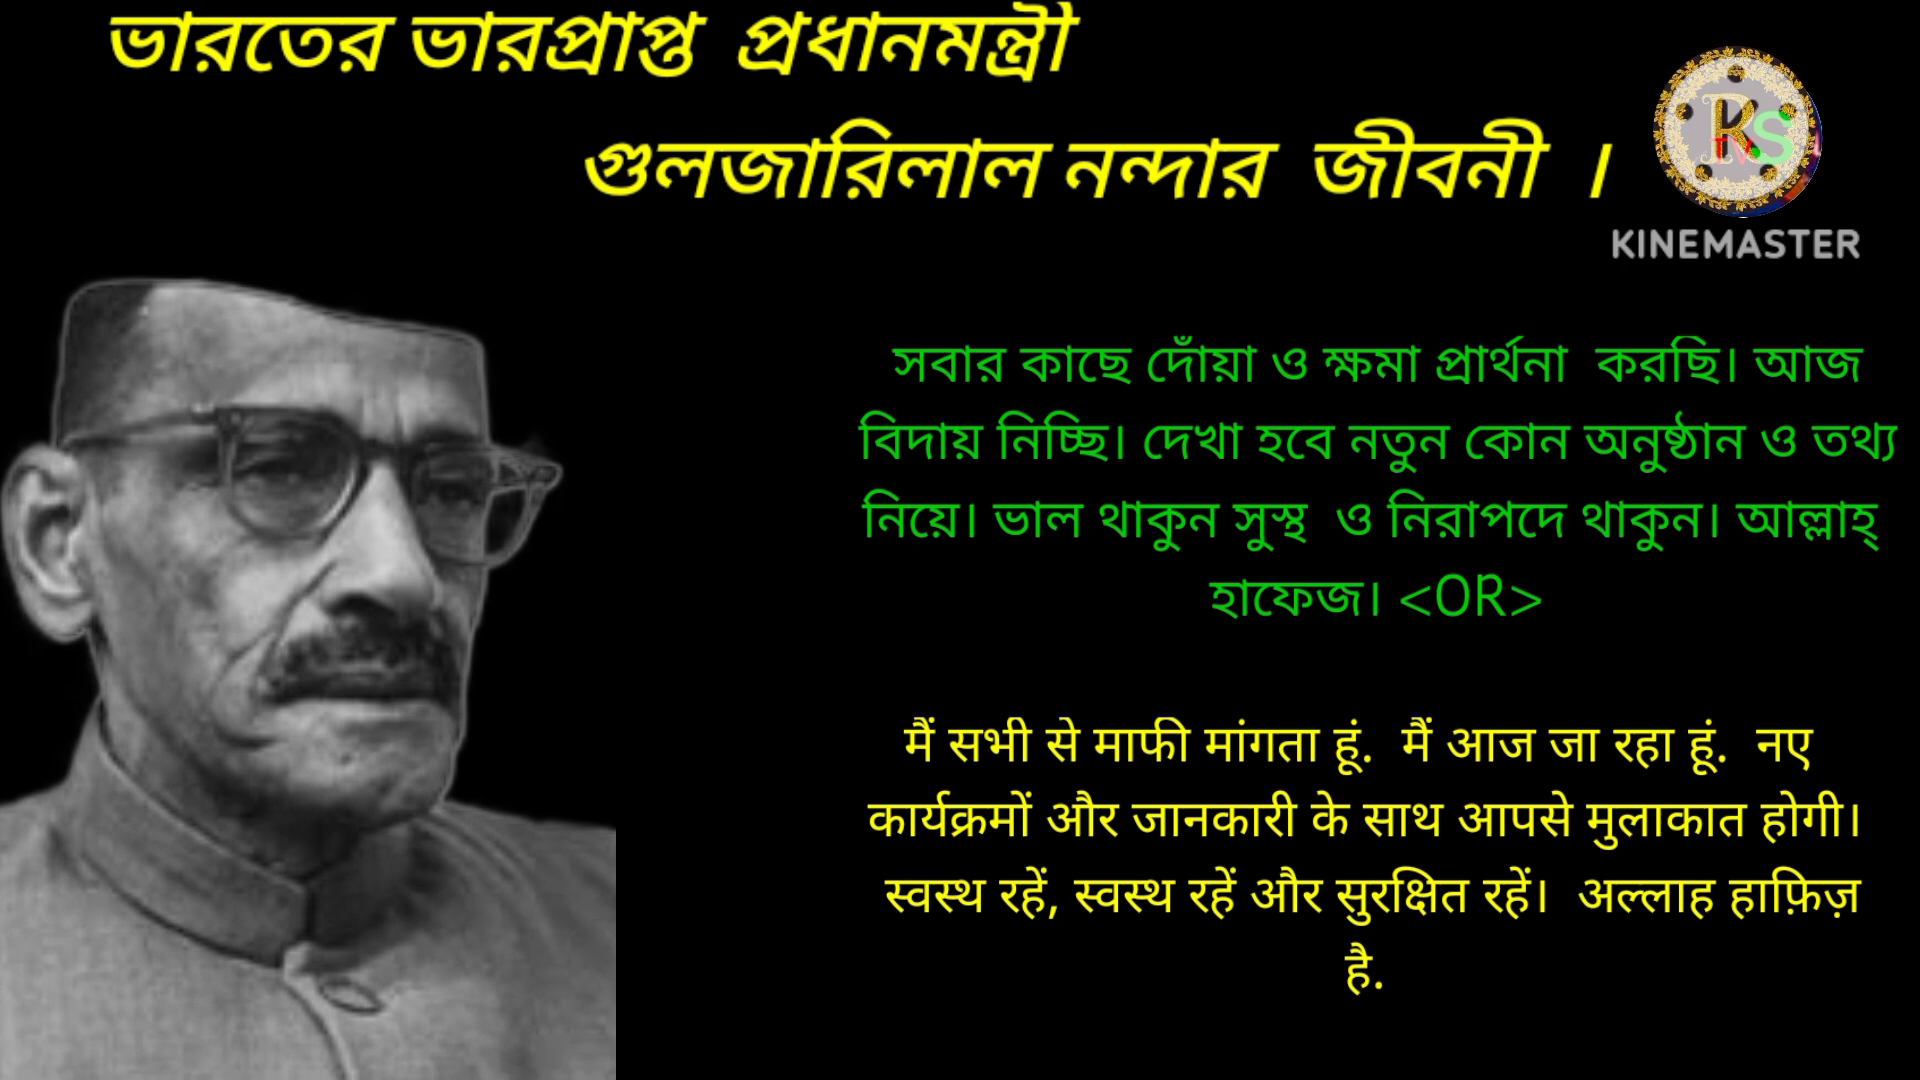 ভারতের ভারপ্রাপ্ত প্রধানমন্ত্রী
গুলজারিলাল নন্দার জীবনী ।
RS
TV
KINEMASTER
সবার কাছে দোঁয়া ও ক্ষমা প্রার্থনা করছি। আজ
বিদায় নিচ্ছি। দেখা হবে নতুন কোন অনুষ্ঠান ও তথ্য
নিয়ে। ভাল থাকুন সুস্থ ও নিরাপদে থাকুন। আল্লাহ্
হাফেজ। <OR>
मैं सभी से माफी मांगता हूं. मैं आज जा रहा हूं. नए
कार्यक्रमों और जानकारी के साथ आपसे मुलाकात होगी।
स्वस्थ रहें, स्वस्थ रहें और सुरक्षित रहें। अल्लाह हाफ़िज़
है.